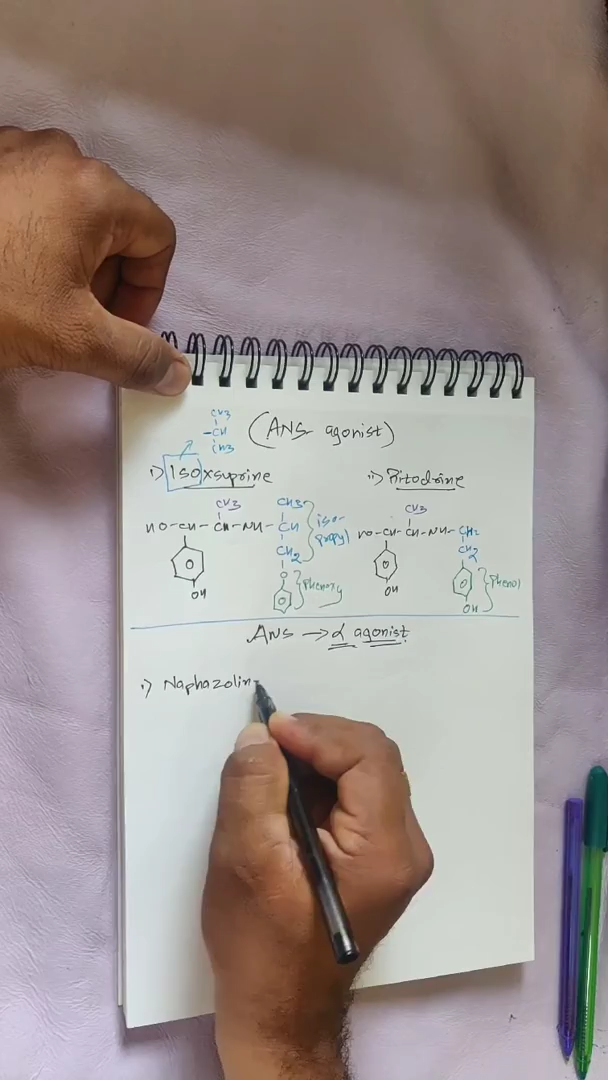 CH3
-CH
CH3
(ANS agonist)
i) Isoxsuprine
ii) Ritodrine
CH3
HO-CH-CH-NH-
CH3
CH
CH2
O
iso-
propyl
phenoxy
OH
CH3
HO-CH-CH-NH-CH2
CH2
OH
OH
phenol
ANS → α agonist
i) Naphazolin